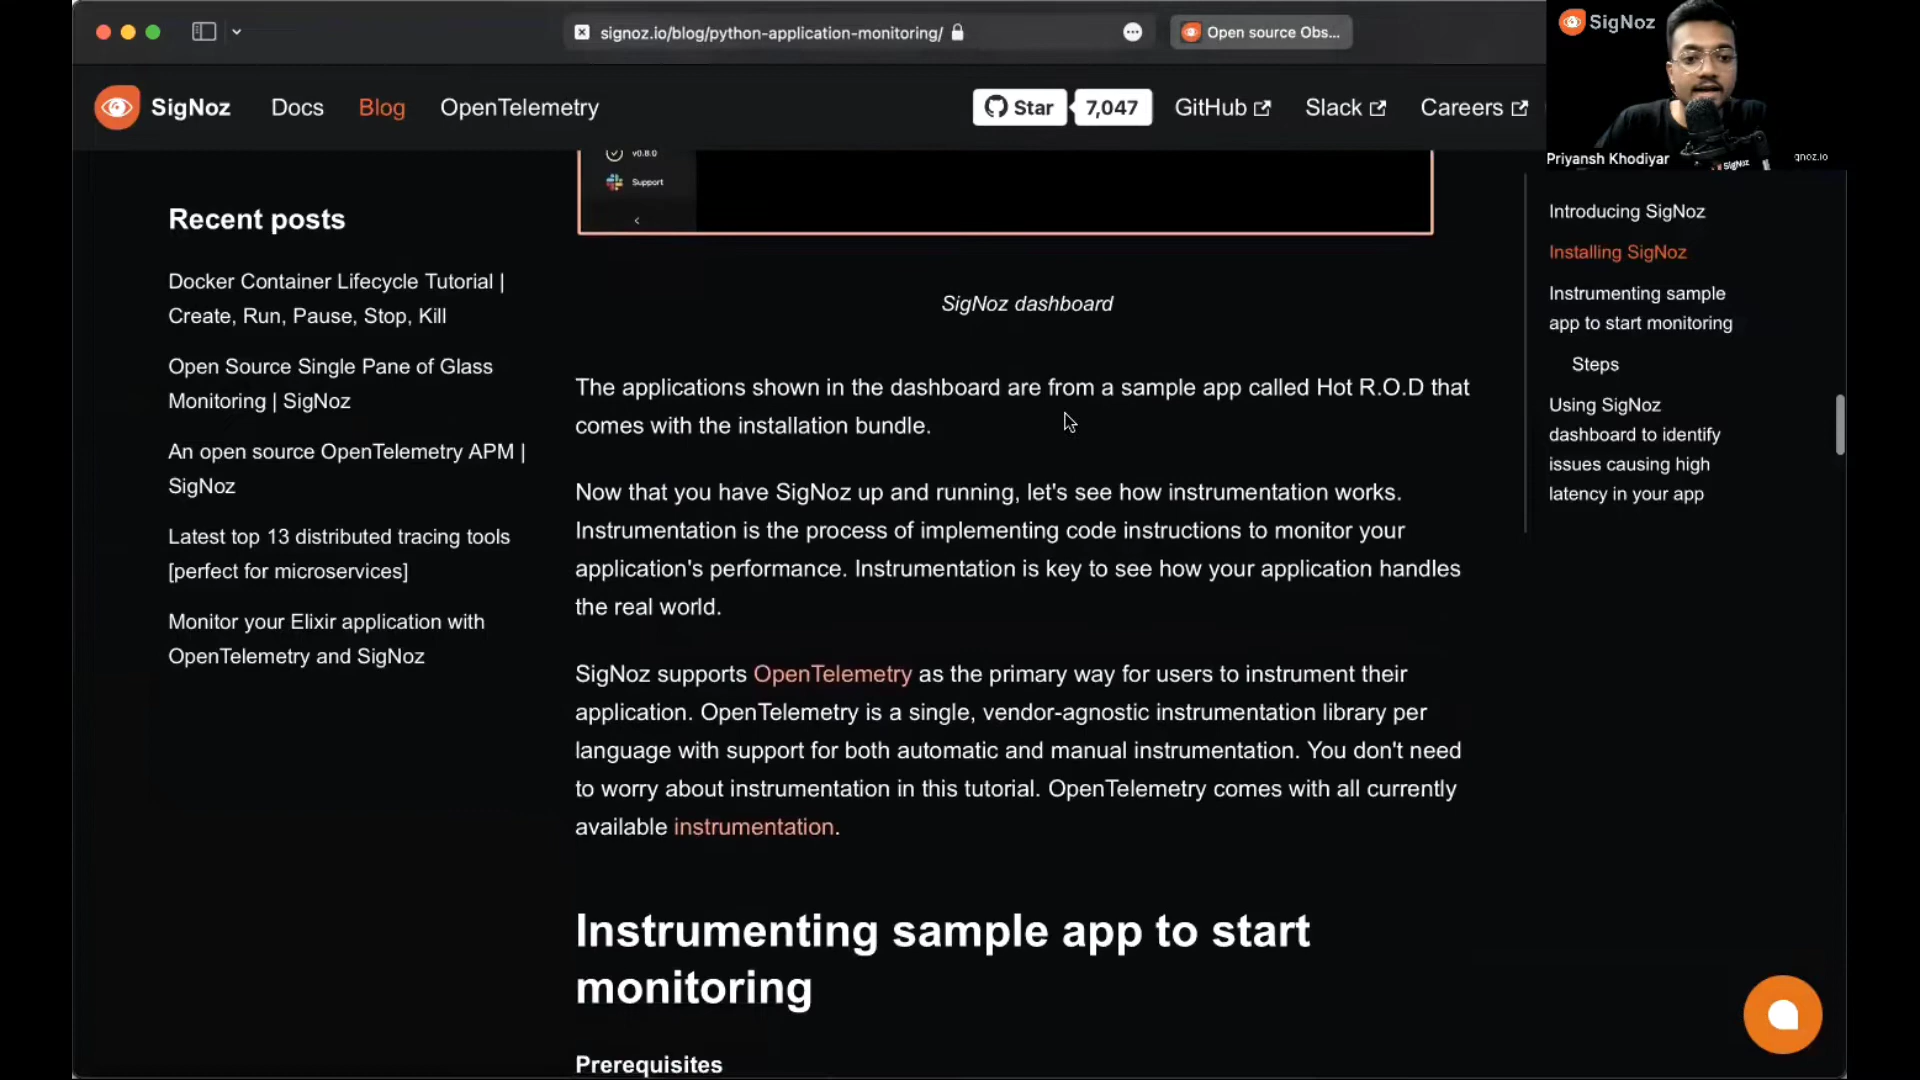 signoz.io/blog/python-application-monitoring/
Open source Obs...
SigNoz
Priyansh Khodiyar
SigNoz
gnoz.io
SigNoz
Docs
Blog
OpenTelemetry
Star
7,047
GitHub
Slack
Careers
Recent posts
Docker Container Lifecycle Tutorial |
Create, Run, Pause, Stop, Kill
Open Source Single Pane of Glass
Monitoring | SigNoz
An open source OpenTelemetry APM |
SigNoz
Latest top 13 distributed tracing tools
[perfect for microservices]
Monitor your Elixir application with
OpenTelemetry and SigNoz
v0.8.0
Support
SigNoz dashboard
The applications shown in the dashboard are from a sample app called Hot R.O.D that
comes with the installation bundle.
Now that you have SigNoz up and running, let's see how instrumentation works.
Instrumentation is the process of implementing code instructions to monitor your
application's performance. Instrumentation is key to see how your application handles
the real world.
SigNoz supports OpenTelemetry as the primary way for users to instrument their
application. OpenTelemetry is a single, vendor-agnostic instrumentation library per
language with support for both automatic and manual instrumentation. You don't need
to worry about instrumentation in this tutorial. OpenTelemetry comes with all currently
available instrumentation.
Instrumenting sample app to start
monitoring
Prerequisites
Introducing SigNoz
Installing SigNoz
Instrumenting sample
app to start monitoring
Steps
Using SigNoz
dashboard to identify
issues causing high
latency in your app